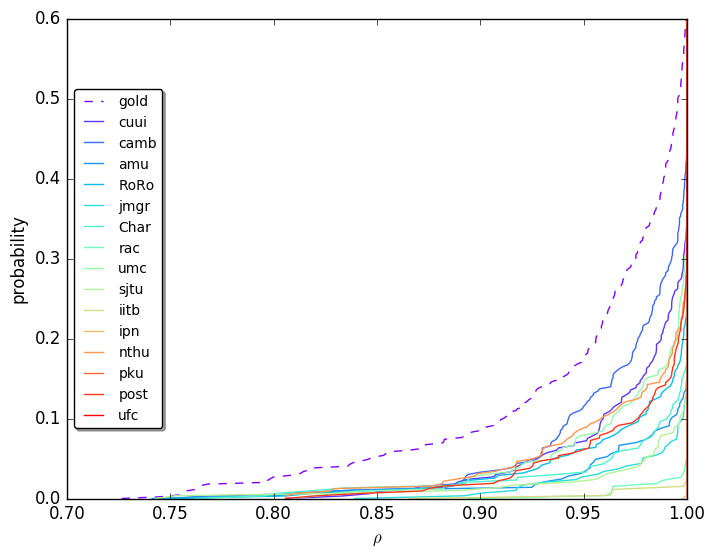 0.6
0.5
0.4
0.3
0.2
0.1
0.0
probability
gold
cuui
camb
amu
RoRo
jmgr
Char
rac
umc
sjtu
iitb
ipn
nthu
pku
post
ufc
0.70 0.75 0.80 0.85 0.90 0.95 1.00
ρ